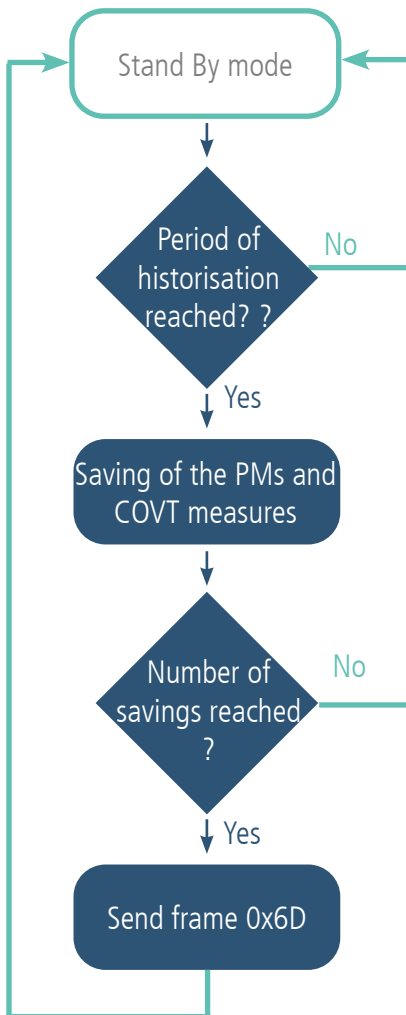 Stand By mode
Period of
historisation
reached? ?
No
Yes
Saving of the PMs and
COVT measures
Number of
savings reached
?
No
Yes
Send frame 0x6D